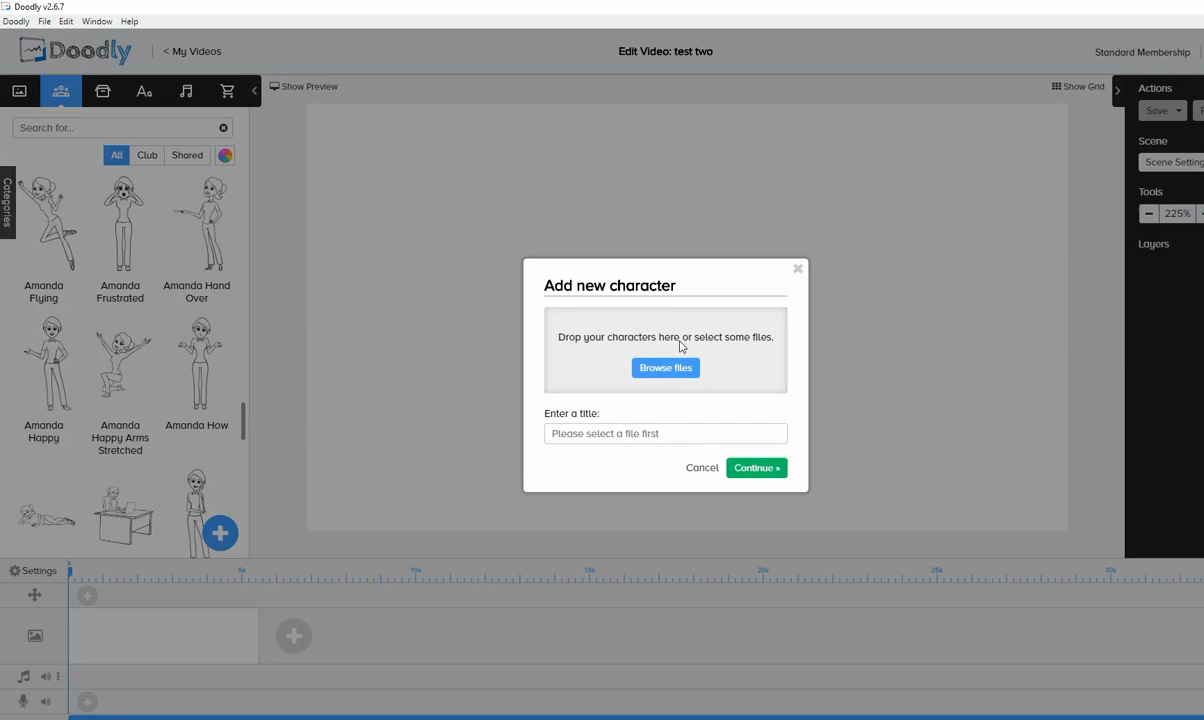 Doodly v2.6.7
Doodly File Edit Window Help
Doodly < My Videos Edit Video: test two Standard Membership
Show Preview Show Grid
Actions
Search for...
Save
All Club Shared
Scene
Scene Setting
Categories
Tools
225%
Layers
Amanda Flying
Amanda Frustrated
Amanda Hand Over
Add new character
Drop your characters here or select some files.
Browse files
Enter a title:
Please select a file first
Cancel Continue »
Amanda Happy
Amanda Happy Arms Stretched
Amanda How
Settings 5s 10s 15s 20s 25s 30s